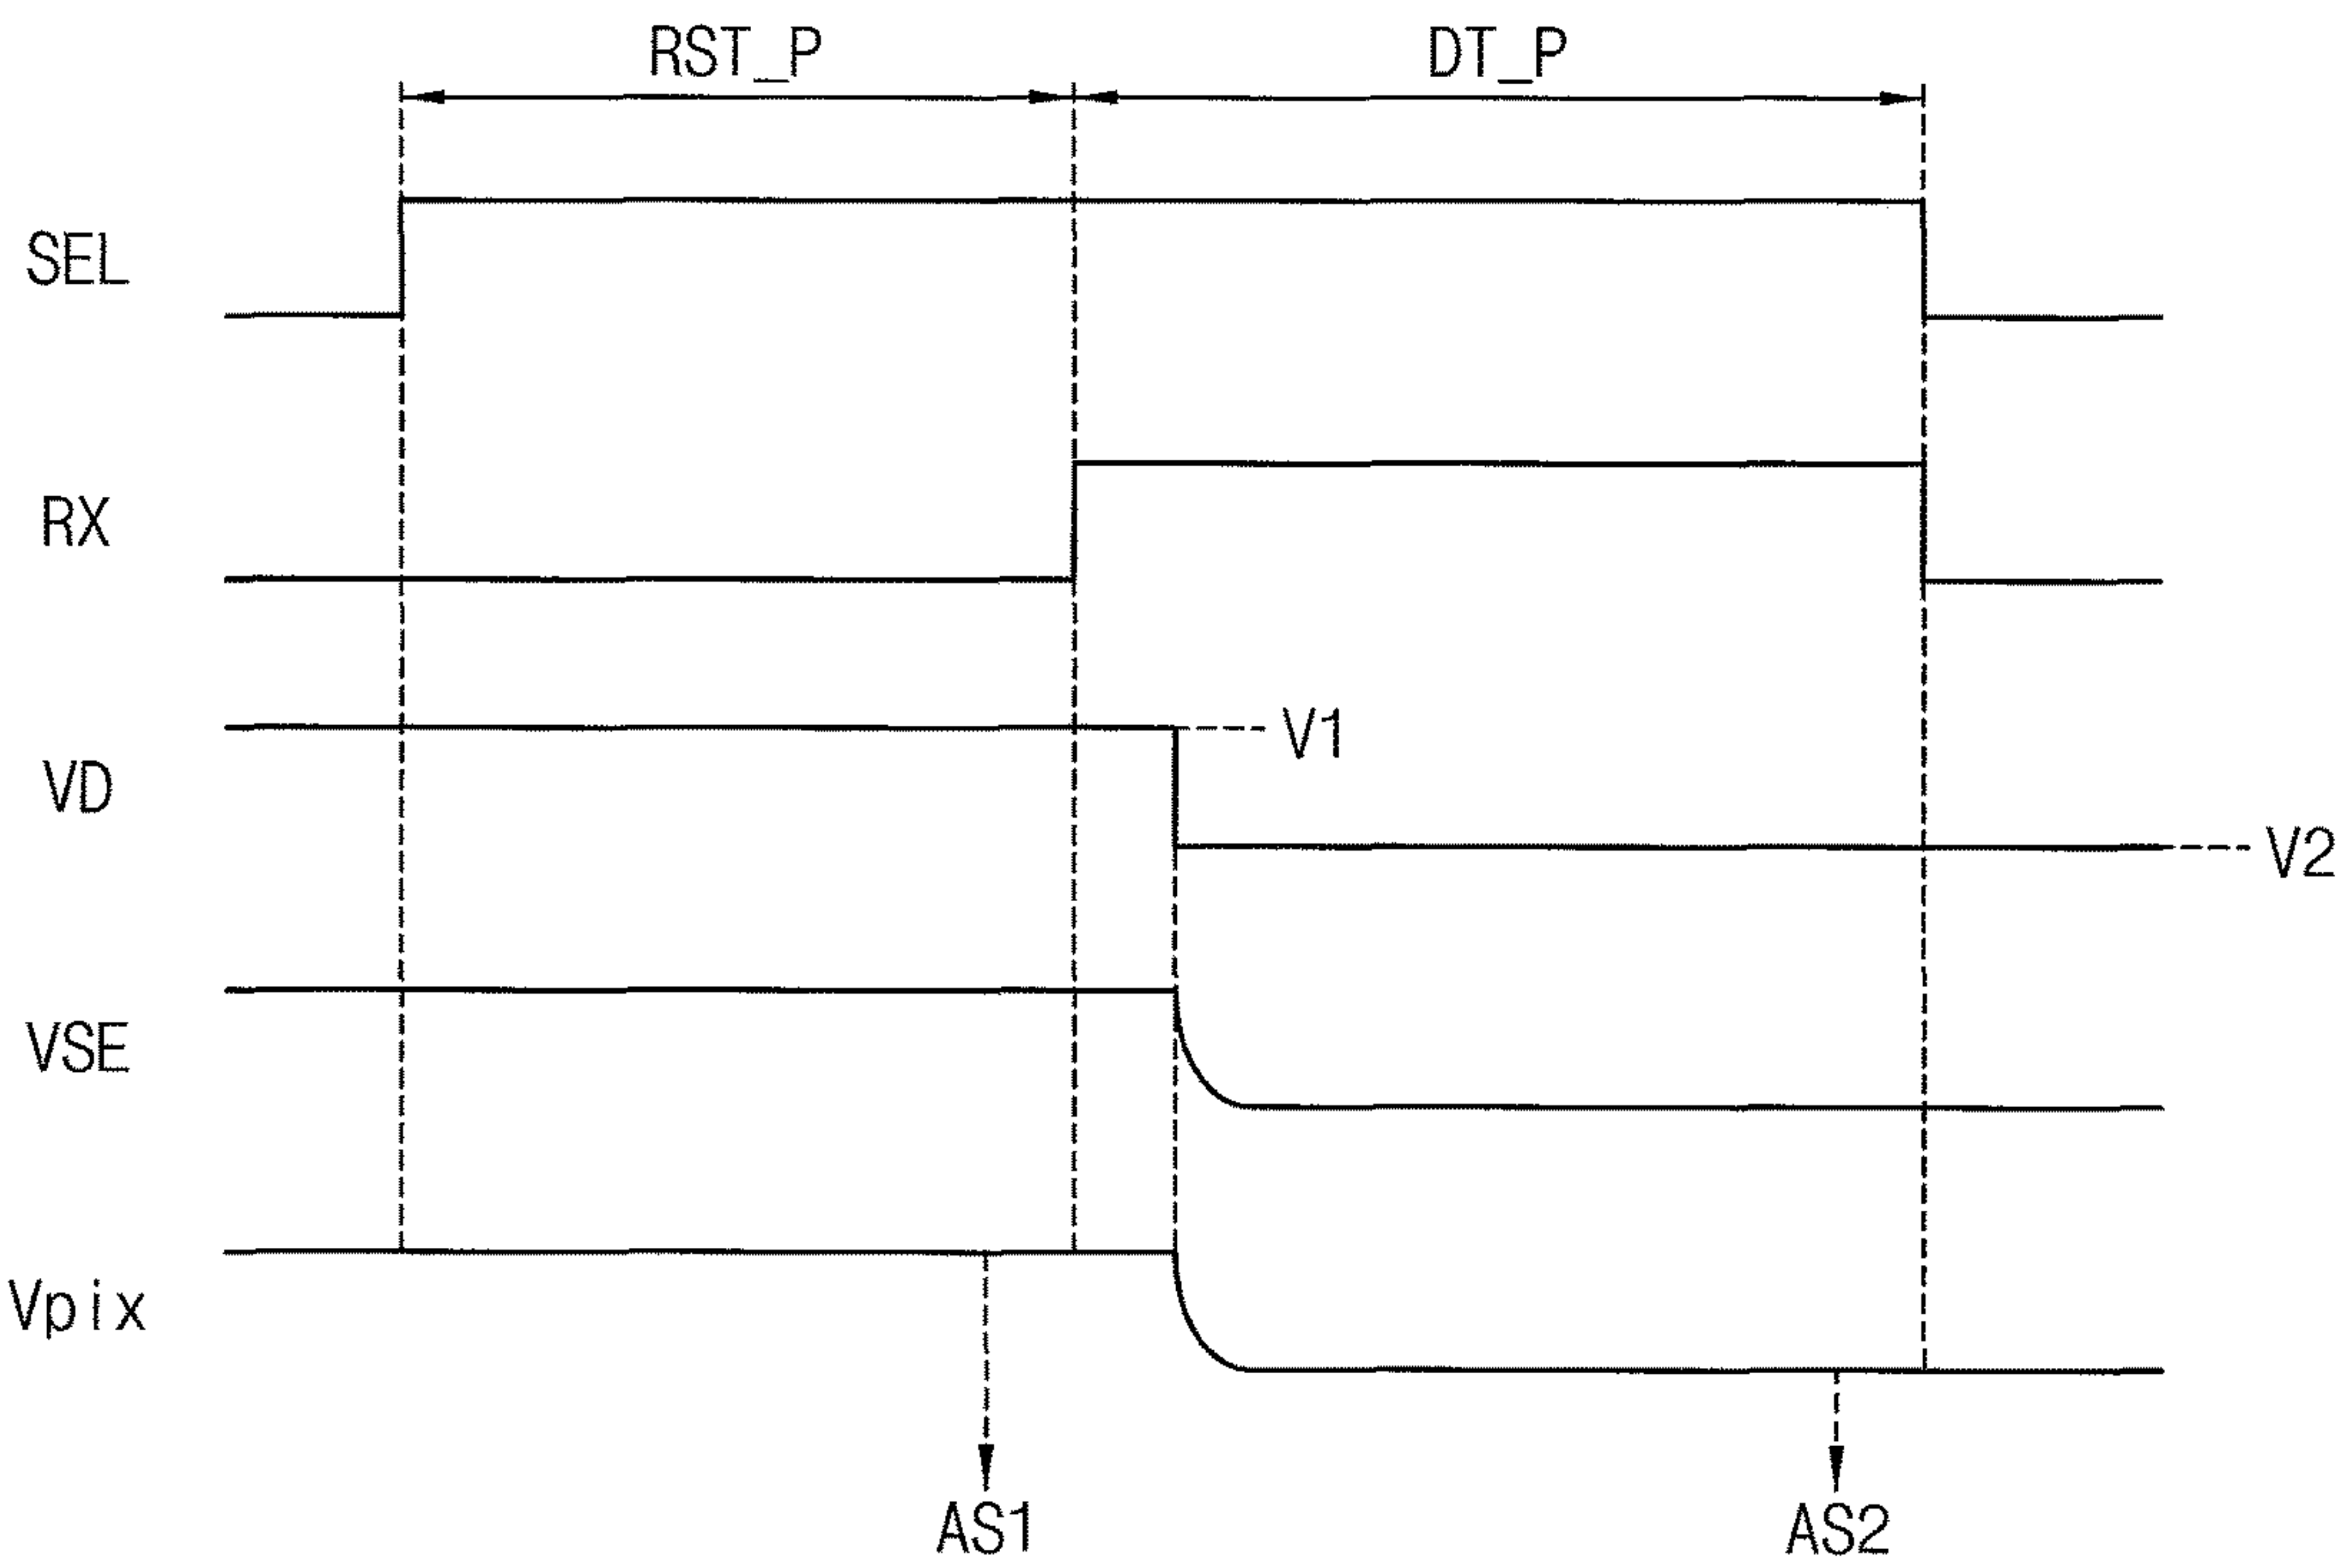 RST_P
DT_P
SEL
RX
V1
VD
V2
VSE
Vpix
AS1
AS2